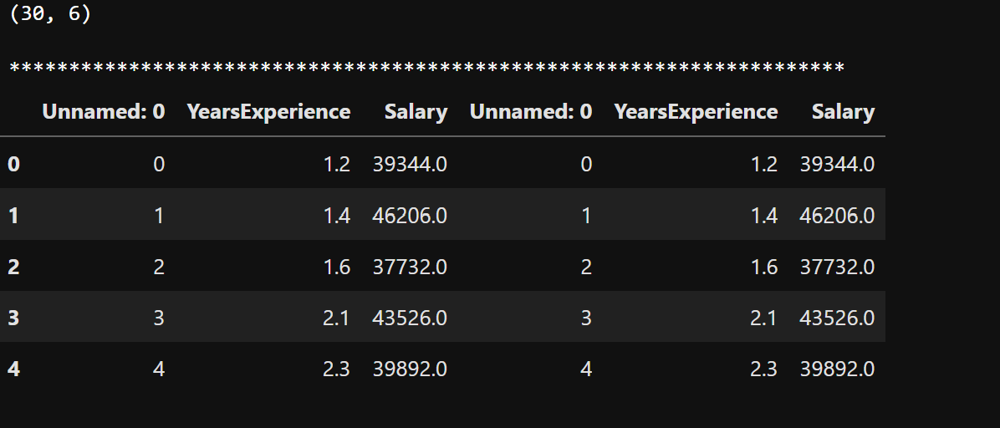 (30, 6)
**********************************************************************
Unnamed: 0 YearsExperience Salary Unnamed: 0 YearsExperience Salary
0 0 1.2 39344.0 0 1.2 39344.0
1 1 1.4 46206.0 1 1.4 46206.0
2 2 1.6 37732.0 2 1.6 37732.0
3 3 2.1 43526.0 3 2.1 43526.0
4 4 2.3 39892.0 4 2.3 39892.0